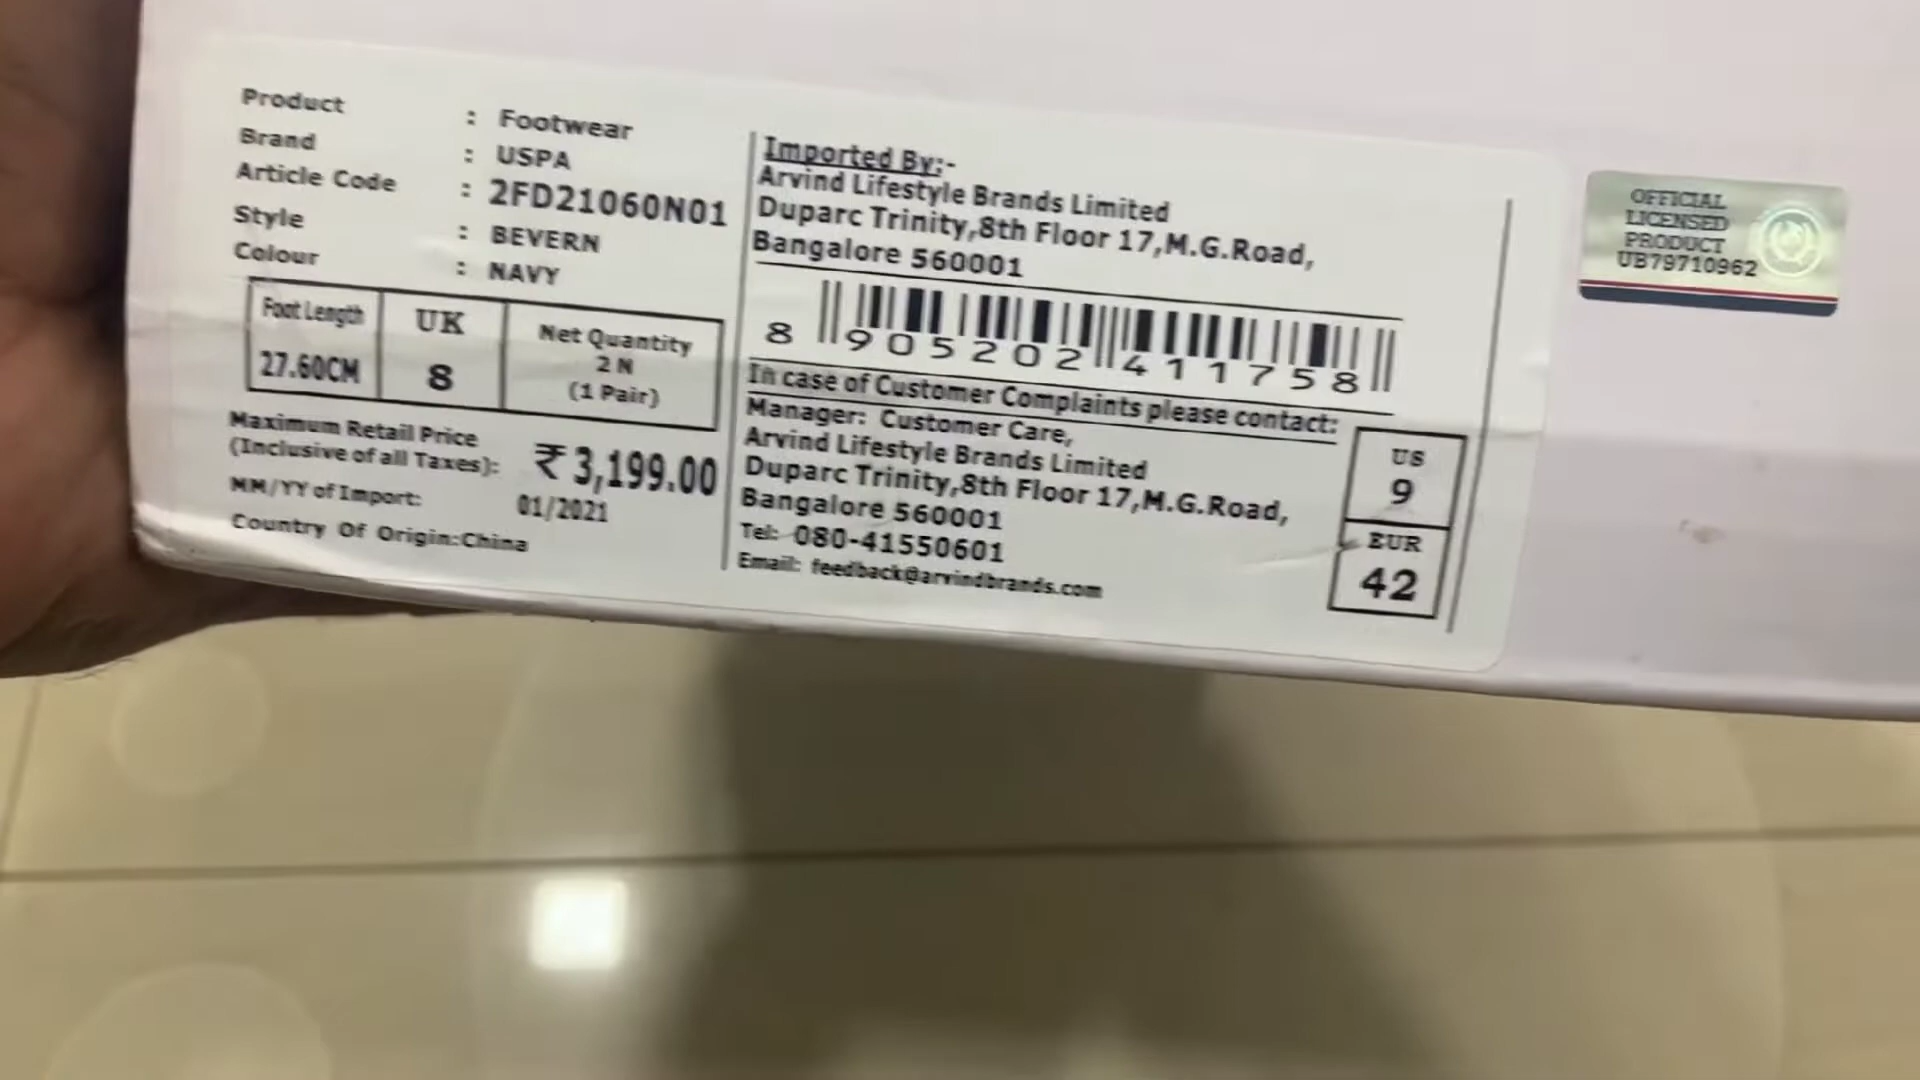 Product : Footwear
Brand : USPA
Article Code : 2FD21060N01
Style : BEVERN
Colour : NAVY
Foot Length UK Net Quantity
27.60CM 8 2 N
(1 Pair)
Maximum Retail Price
(Inclusive of all Taxes): ₹ 3,199.00
MM/YY of Import: 01/2021
Country Of Origin:China
Imported By:-
Arvind Lifestyle Brands Limited
Duparc Trinity,8th Floor 17,M.G.Road,
Bangalore 560001
8 905202 411758
In case of Customer Complaints please contact:
Manager: Customer Care,
Arvind Lifestyle Brands Limited
Duparc Trinity,8th Floor 17,M.G.Road,
Bangalore 560001
Tel: 080-41550601
Email: feedback@arvindbrands.com
US
9
EUR
42
OFFICIAL
LICENSED
PRODUCT
UB79710962